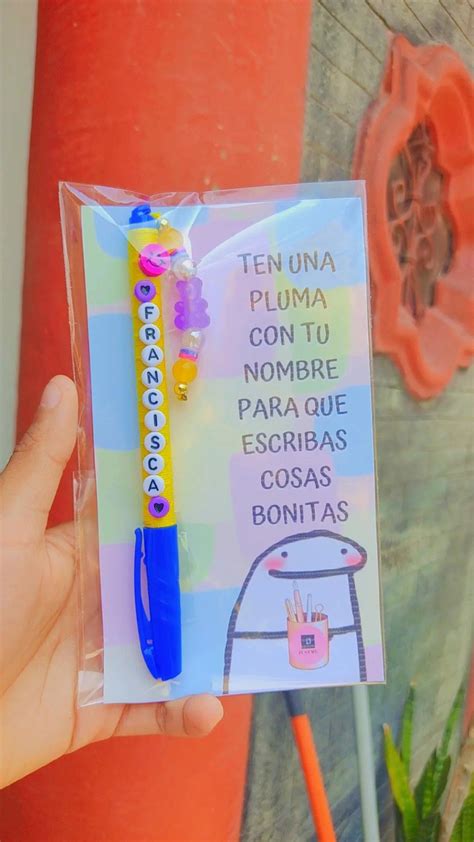 FRANCISCA
TEN UNA
PLUMA
CON TU
NOMBRE
PARA QUE
ESCRIBAS
COSAS
BONITAS